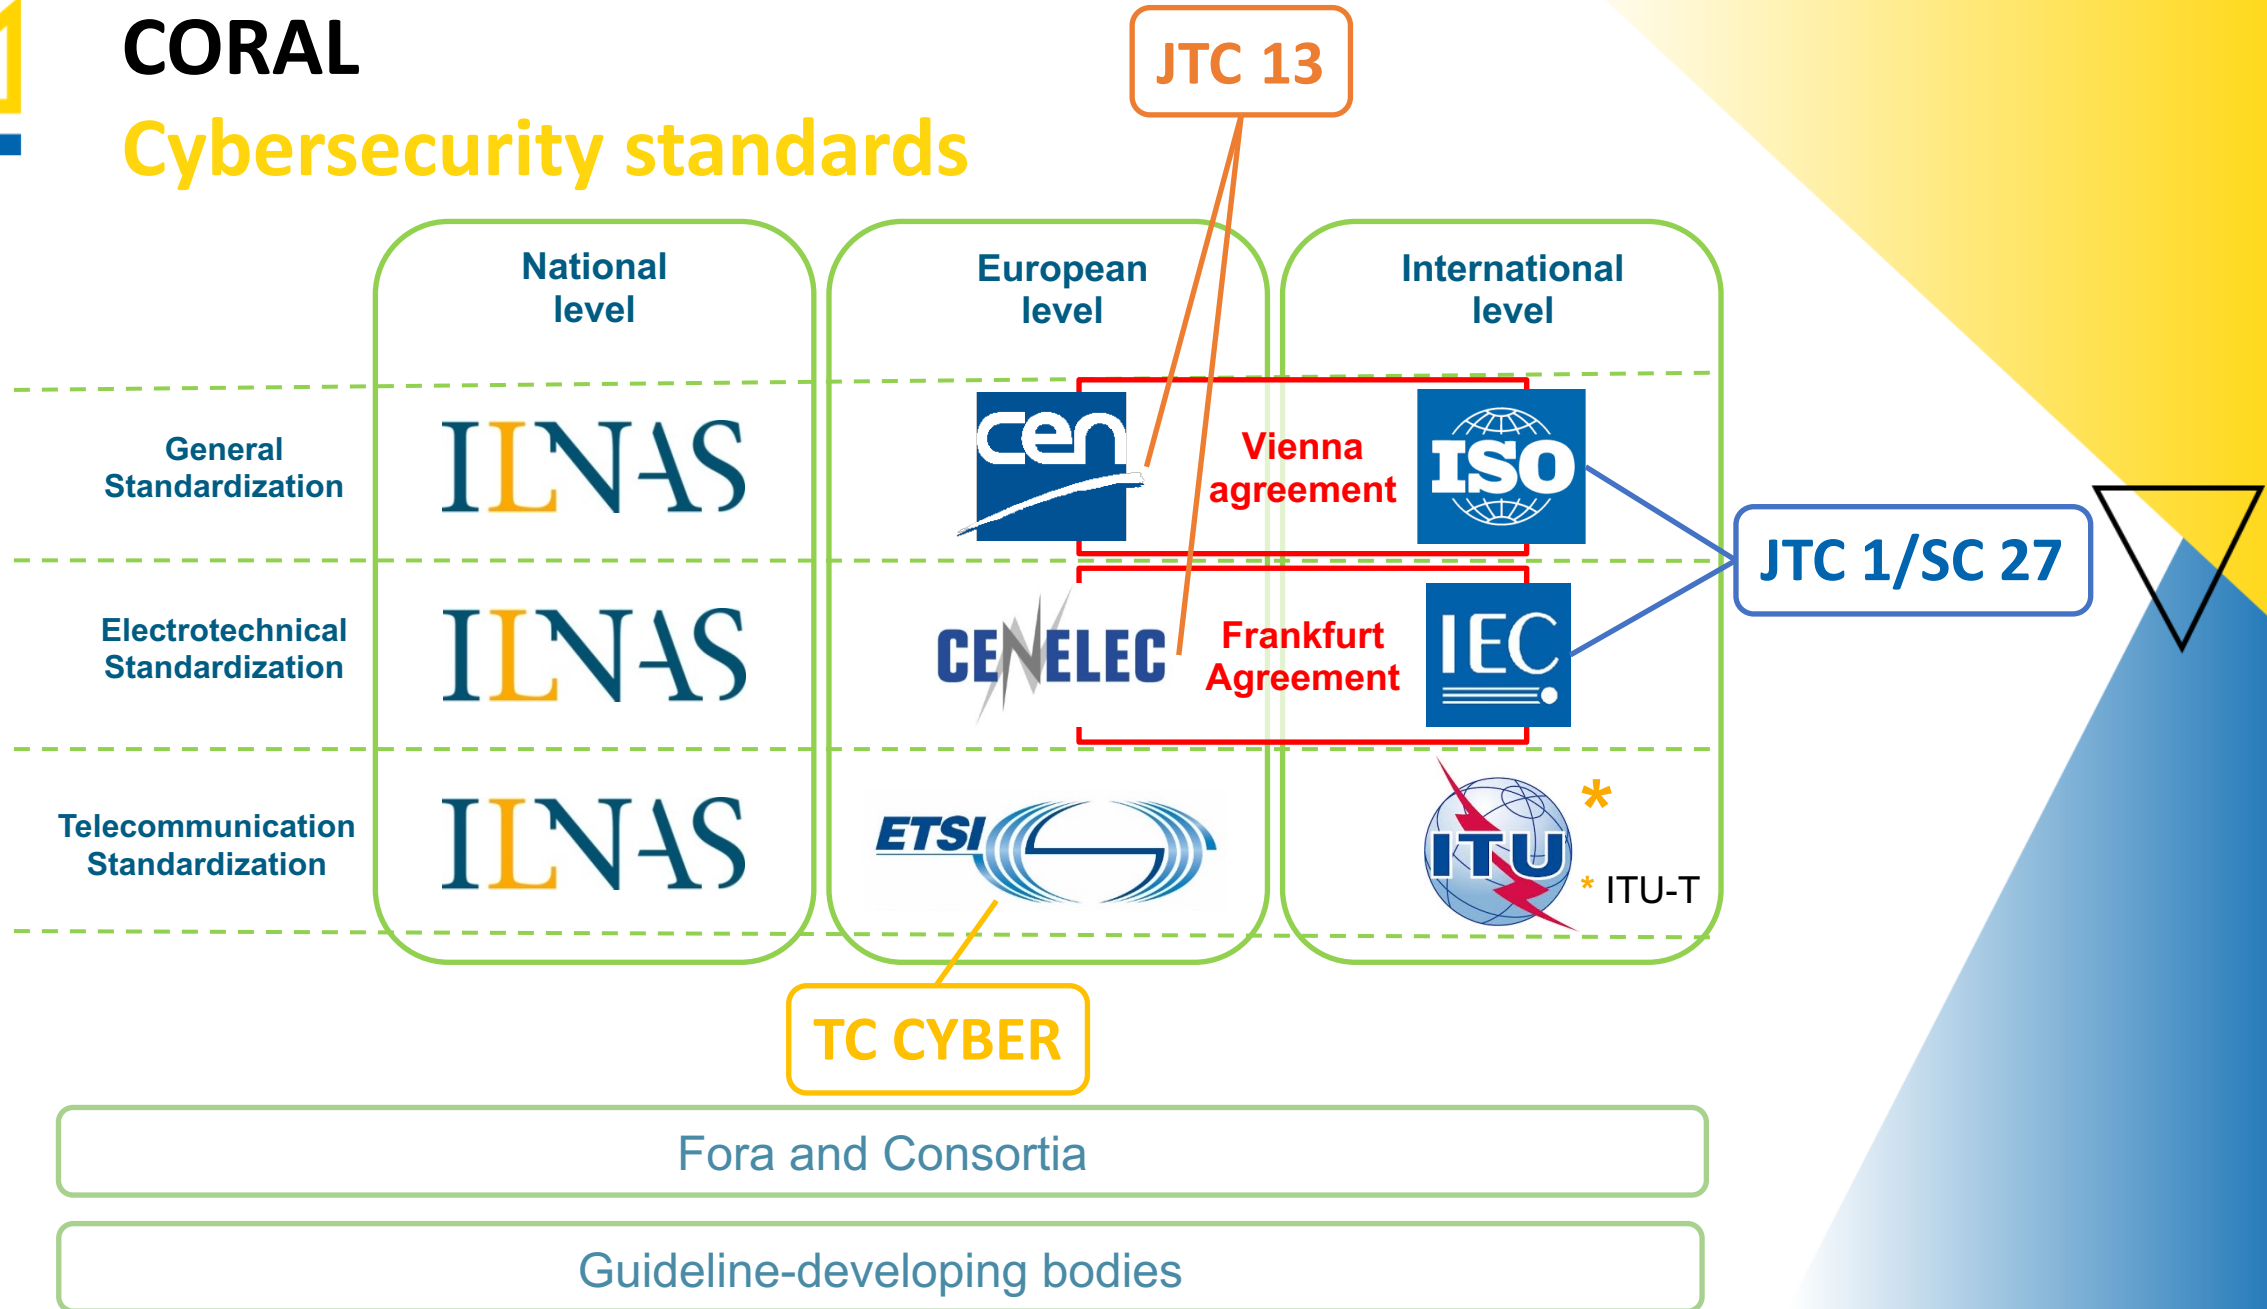 CORAL
Cybersecurity standards
JTC 13
National
level
European
level
International
level
General
Standardization
ILNAS
cen
Vienna
agreement
ISO
JTC 1/SC 27
Electrotechnical
Standardization
ILNAS
CENELEC
Frankfurt
Agreement
IEC
Telecommunication
Standardization
ILNAS
ETSI
ITU
*
* ITU-T
TC CYBER
Fora and Consortia
Guideline-developing bodies